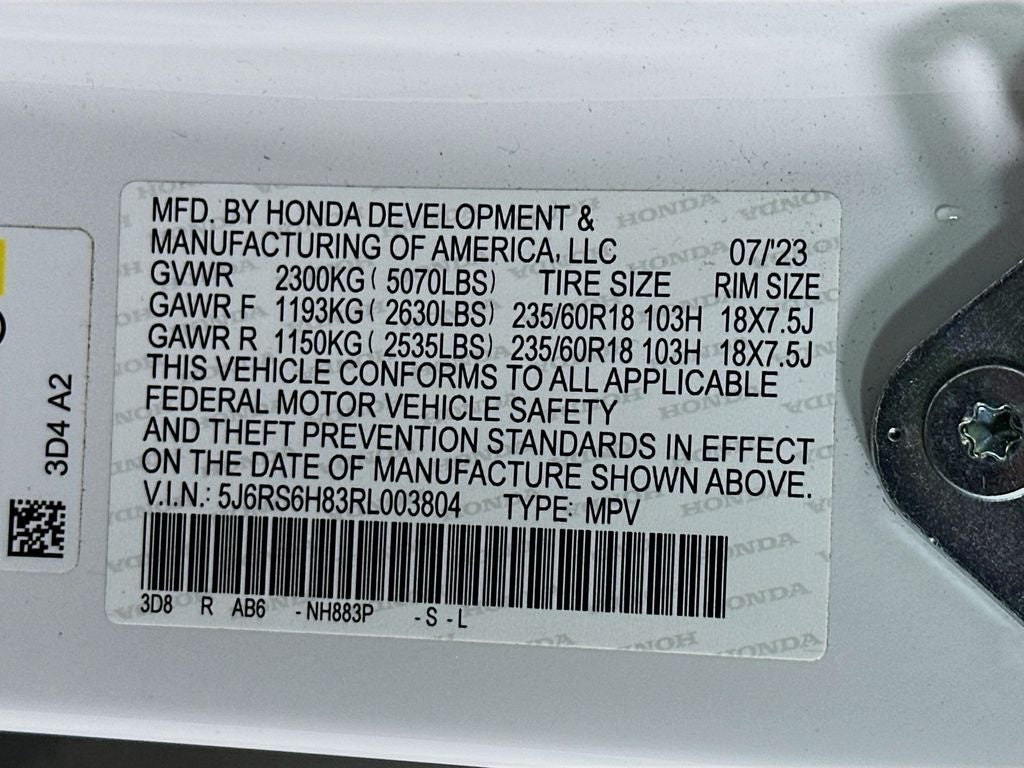 MFD. BY HONDA DEVELOPMENT &
MANUFACTURING OF AMERICA, LLC 07/'23
GVWR 2300KG ( 5070LBS) TIRE SIZE RIM SIZE
GAWR F 1193KG ( 2630LBS) 235/60R18 103H 18X7.5J
GAWR R 1150KG ( 2535LBS) 235/60R18 103H 18X7.5J
THIS VEHICLE CONFORMS TO ALL APPLICABLE
FEDERAL MOTOR VEHICLE SAFETY
AND THEFT PREVENTION STANDARDS IN EFFECT
ON THE DATE OF MANUFACTURE SHOWN ABOVE.
V.I.N.: 5J6RS6H83RL003804 TYPE: MPV
3D8 R AB6 -NH883P -S -L
3D4 A2